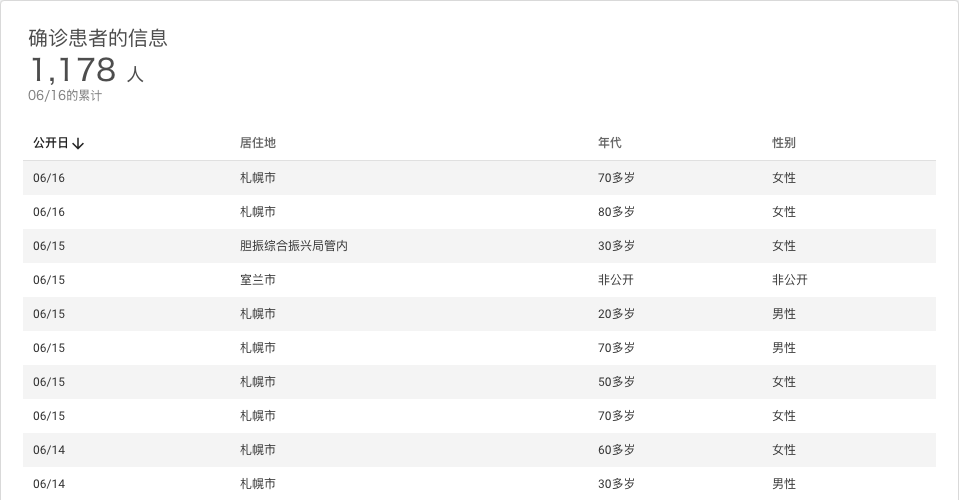 确诊患者的信息
1,178 人
06/16的累计
公开日↓ 居住地 年代 性别
06/16 札幌市 70多岁 女性
06/16 札幌市 80多岁 女性
06/15 胆振综合振兴局管内 30多岁 女性
06/15 室兰市 非公开 非公开
06/15 札幌市 20多岁 男性
06/15 札幌市 70多岁 男性
06/15 札幌市 50多岁 女性
06/15 札幌市 70多岁 女性
06/14 札幌市 60多岁 女性
06/14 札幌市 30多岁 男性